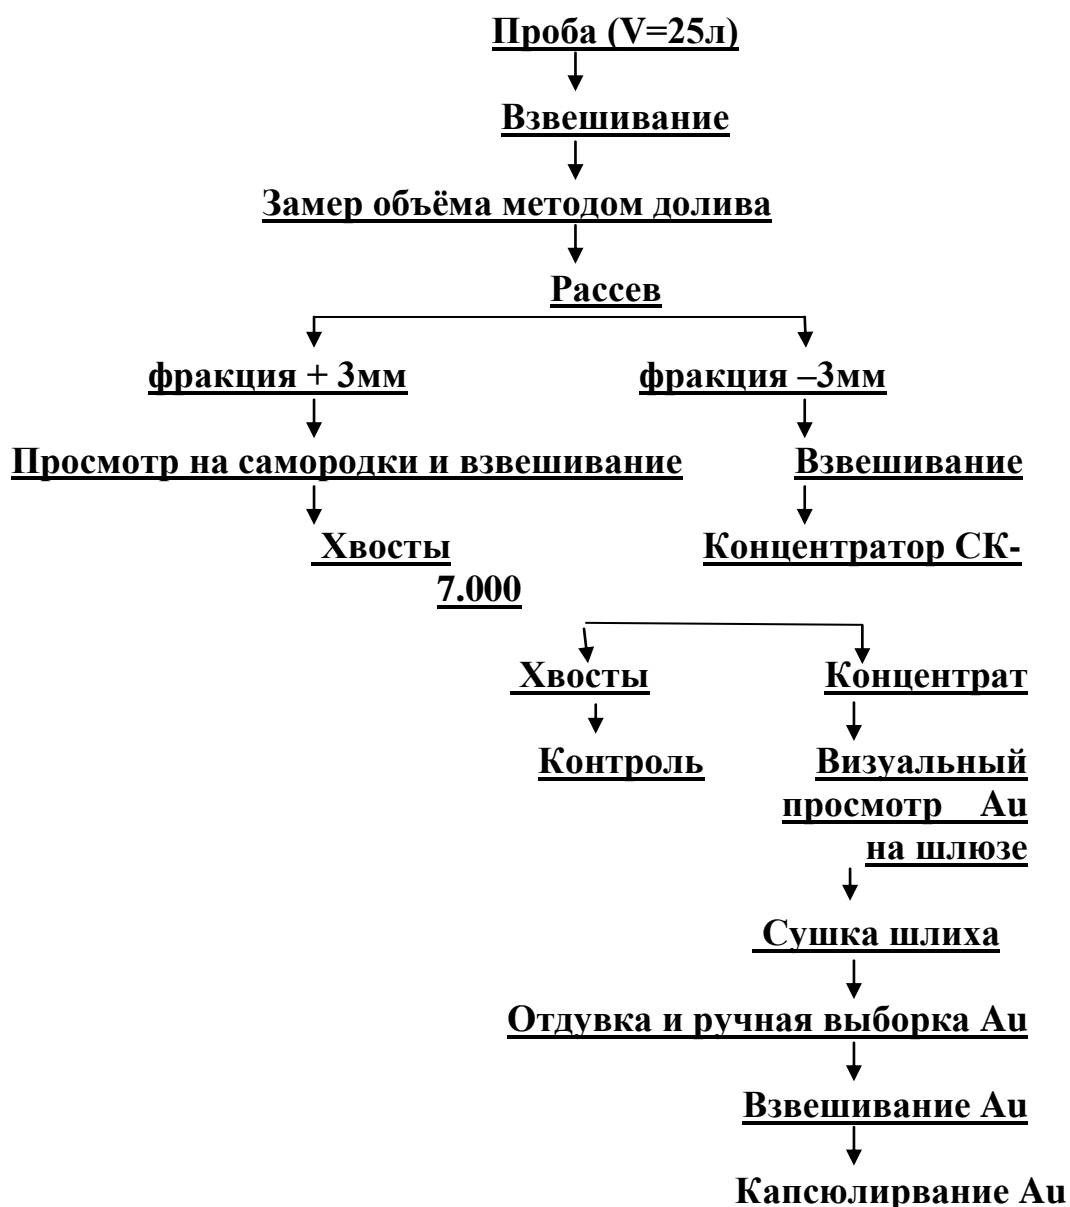 Проба (V=25л)
Взвешивание
Замер объёма методом долива
Рассев
фракция + 3мм
фракция –3мм
Просмотр на самородки и взвешивание
Взвешивание
Хвосты
Концентратор СК-
7.000
Хвосты
Концентрат
Контроль
Визуальный
просмотр Au
на шлюзе
Сушка шлиха
Отдувка и ручная выборка Au
Взвешивание Au
Капсюлирвание Au